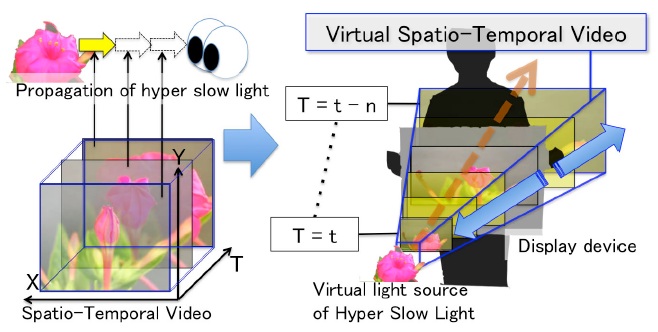 Propagation of hyper slow light
Y
X
T
Spatio-Temporal Video
Virtual Spatio-Temporal Video
T = t - n
T = t
Display device
Virtual light source
of Hyper Slow Light